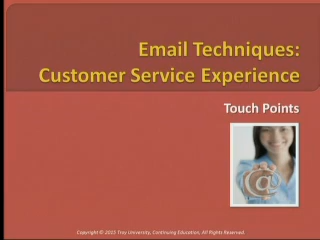 Email Techniques:
Customer Service Experience
Touch Points
@
Copyright © 2015 Troy University, Continuing Education, All Rights Reserved.